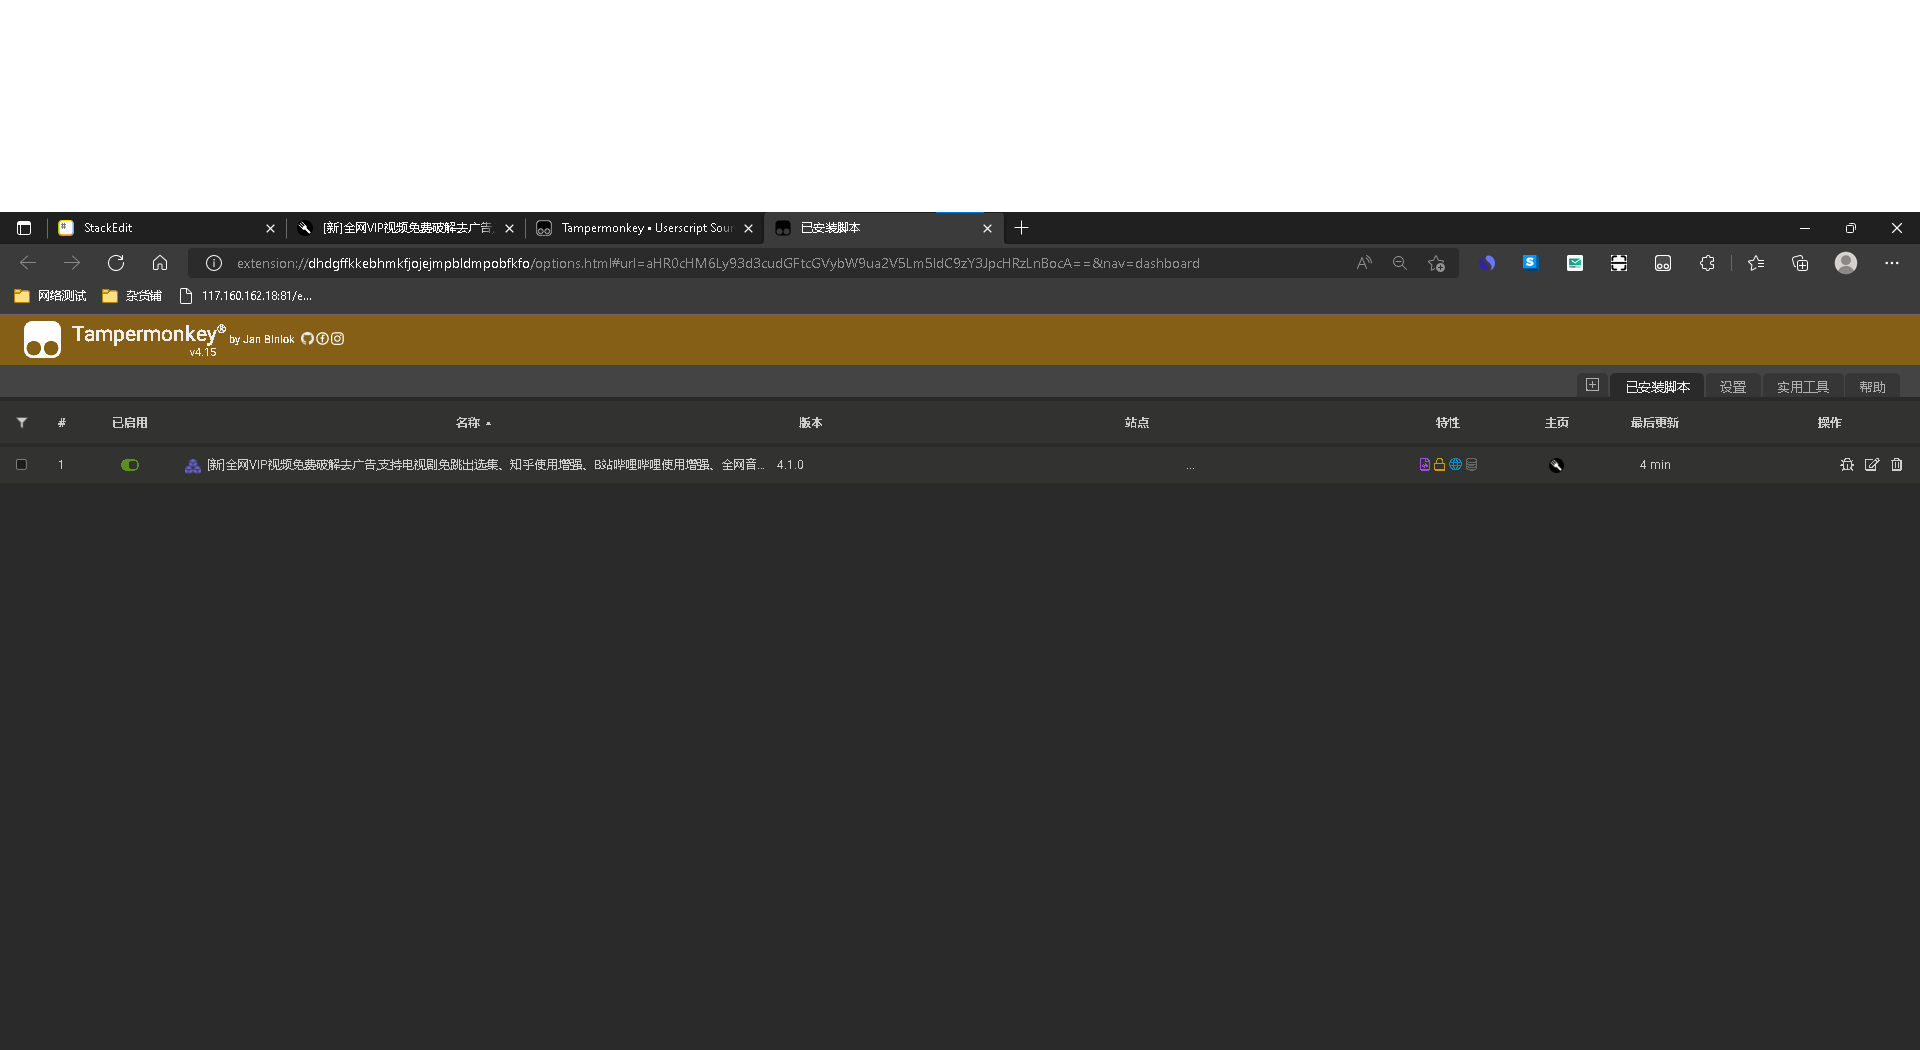 StackEdit
[新]全网VIP视频免费破解去广告,
Tampermonkey • Userscript Sour
已安装脚本
extension://dhdgffkkebhmkfjojejmpbldmpobfkfo/options.html#url=aHR0cHM6Ly93d3cudGFtcGVybW9ua2V5Lm5ldC9zY3JpcHRzLnBocA==&nav=dashboard
网络测试
杂货铺
117.160.162.18:81/e...
Tampermonkey® by Jan Biniok
v4.15
已安装脚本
设置
实用工具
帮助
# 已启用 名称 版本 站点 特性 主页 最后更新 操作
1 [新]全网VIP视频免费破解去广告,支持电视剧免跳出选集、知乎使用增强、B站哔哩哔哩使用增强、全网音... 4.1.0 ... 4 min